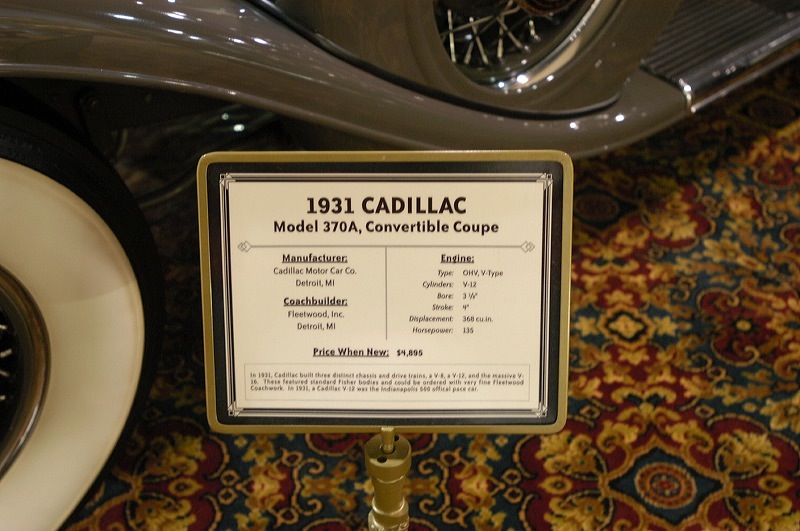 1931 CADILLAC
Model 370A, Convertible Coupe
Manufacturer:
Cadillac Motor Car Co.
Detroit, MI
Coachbuilder:
Fleetwood, Inc.
Detroit, MI
Engine:
Type: OHV, V-Type
Cylinders: V-12
Bore: 3 ⅛"
Stroke: 4"
Displacement: 368 cu.in.
Horsepower: 135
Price When New: $4,895
In 1931, Cadillac built three distinct chassis and drive trains, a V-8, a V-12, and the massive V-
16. These featured standard Fisher bodies and could be ordered with very fine Fleetwood
Coachwork. In 1931, a Cadillac V-12 was the Indianapolis 500 offical pace car.